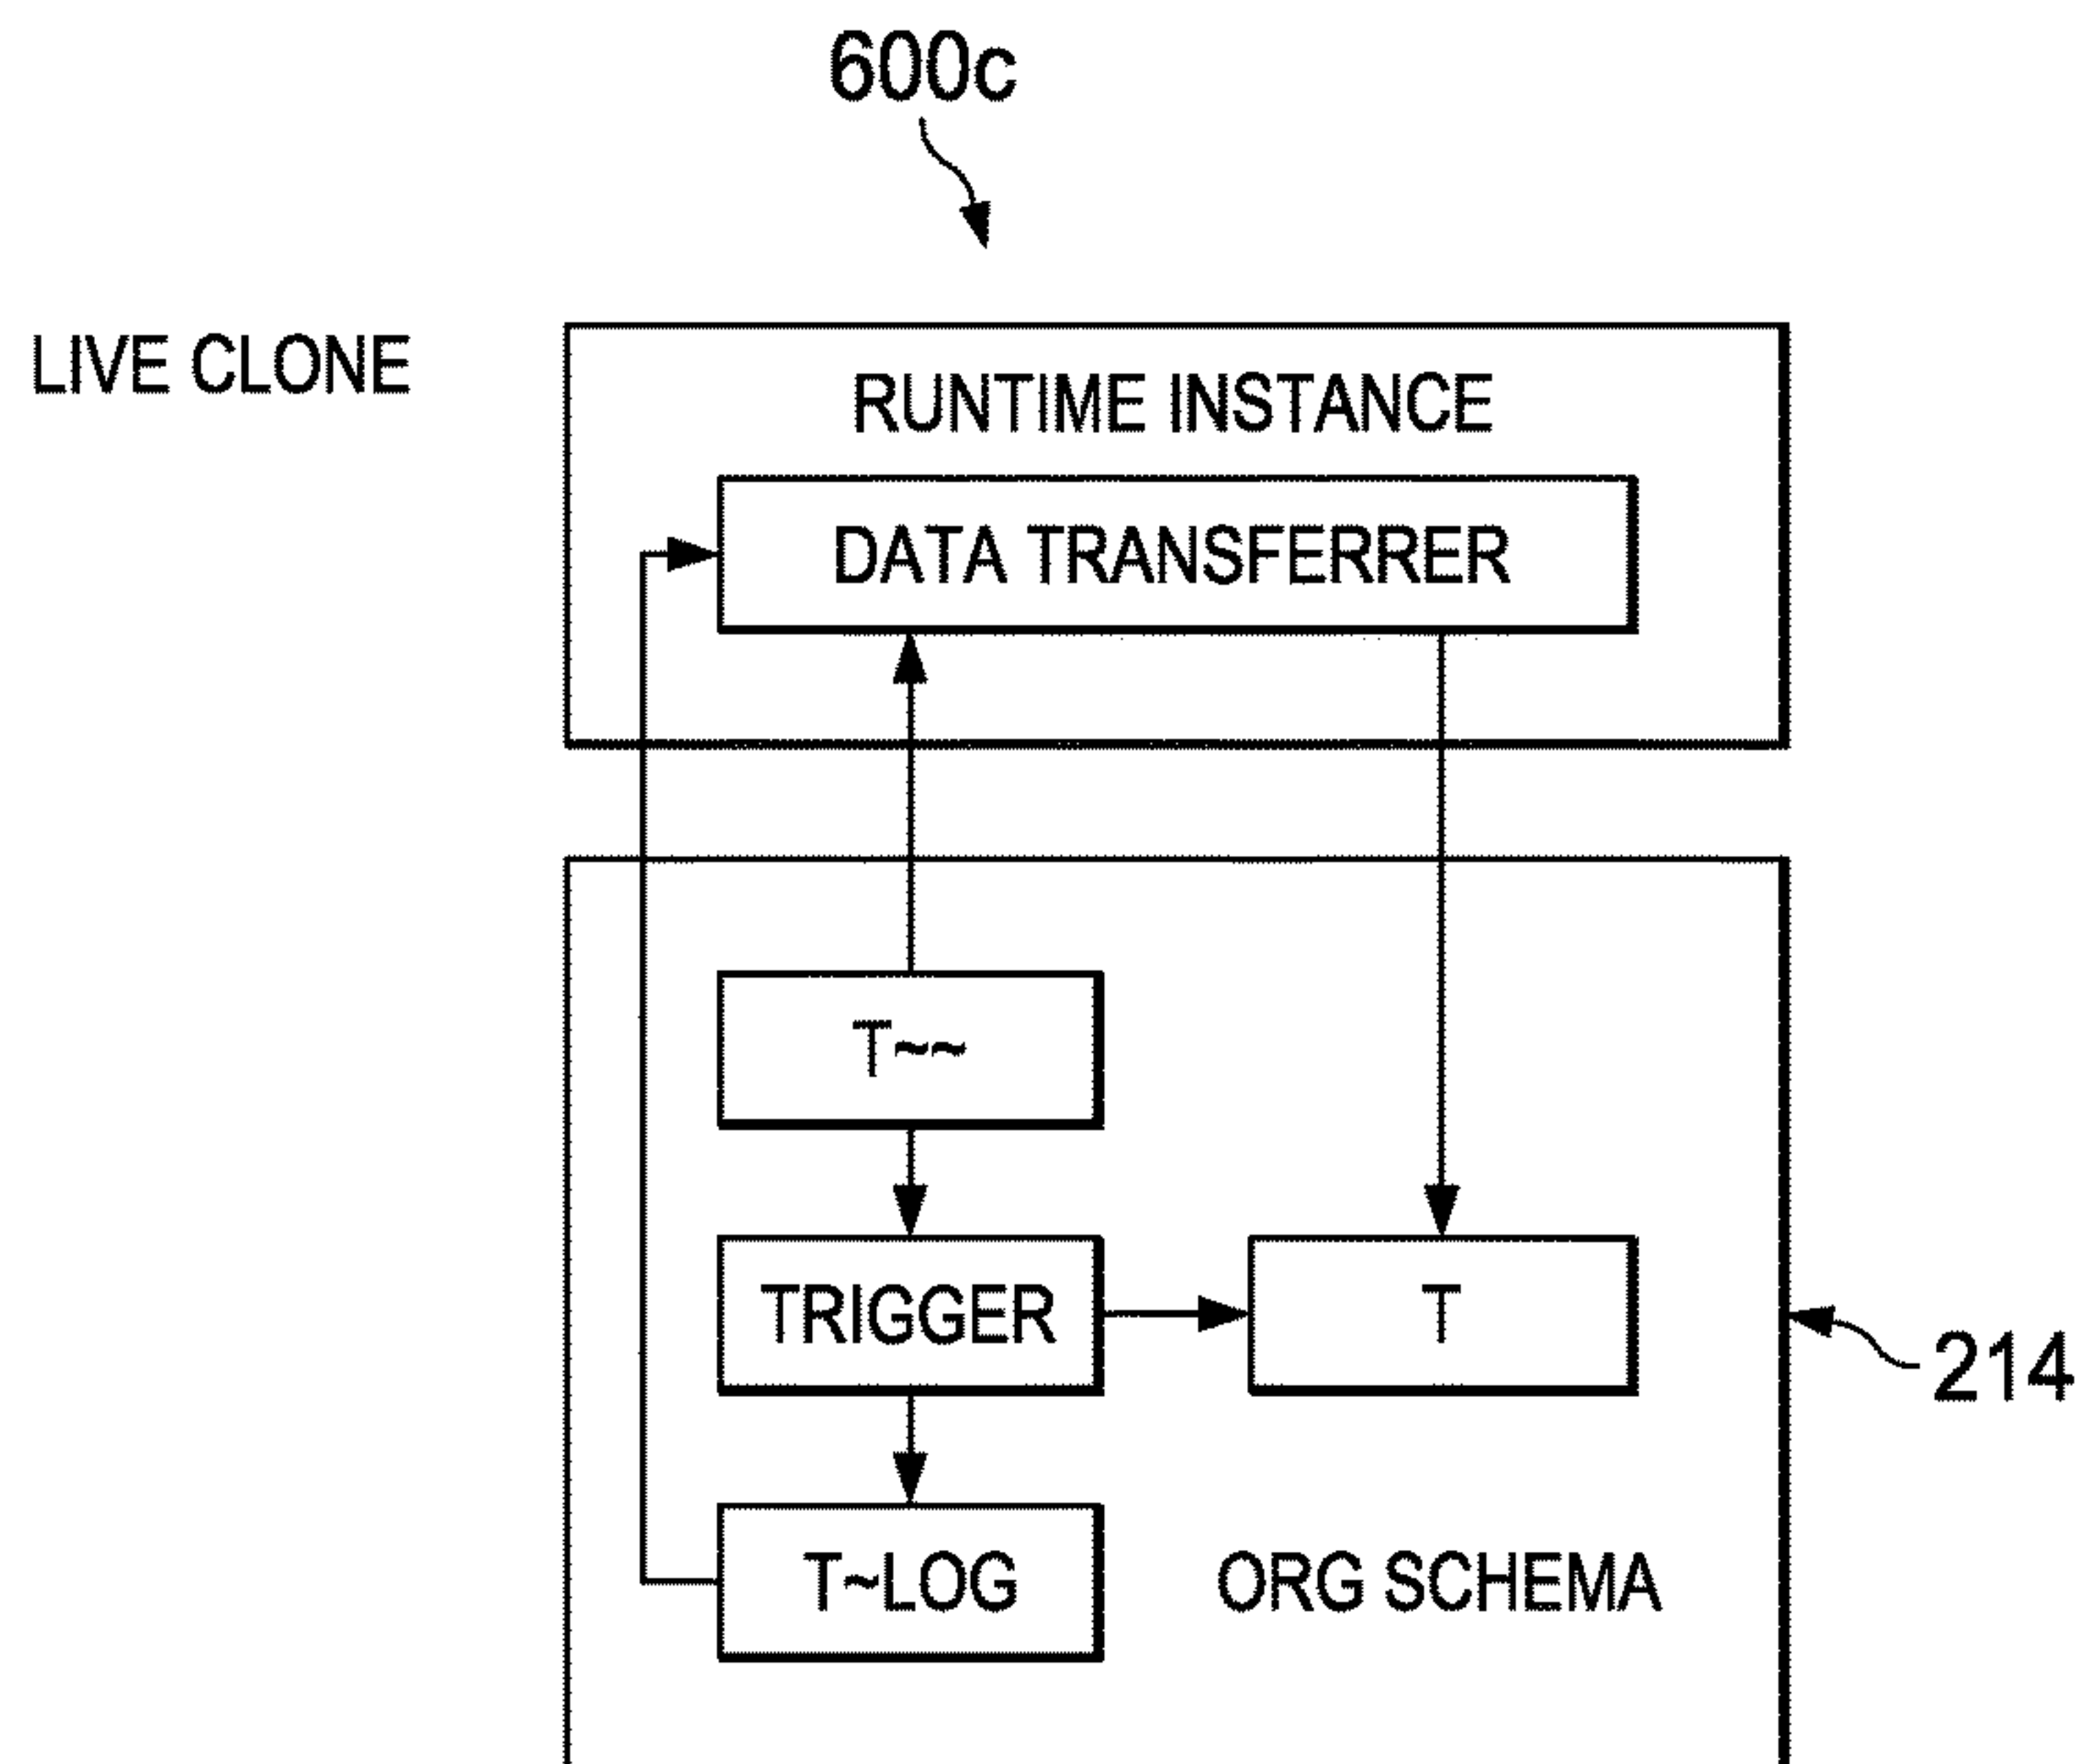 600c
LIVE CLONE
RUNTIME INSTANCE
DATA TRANSFERRER
T~~
TRIGGER
T
214
T~LOG
ORG SCHEMA